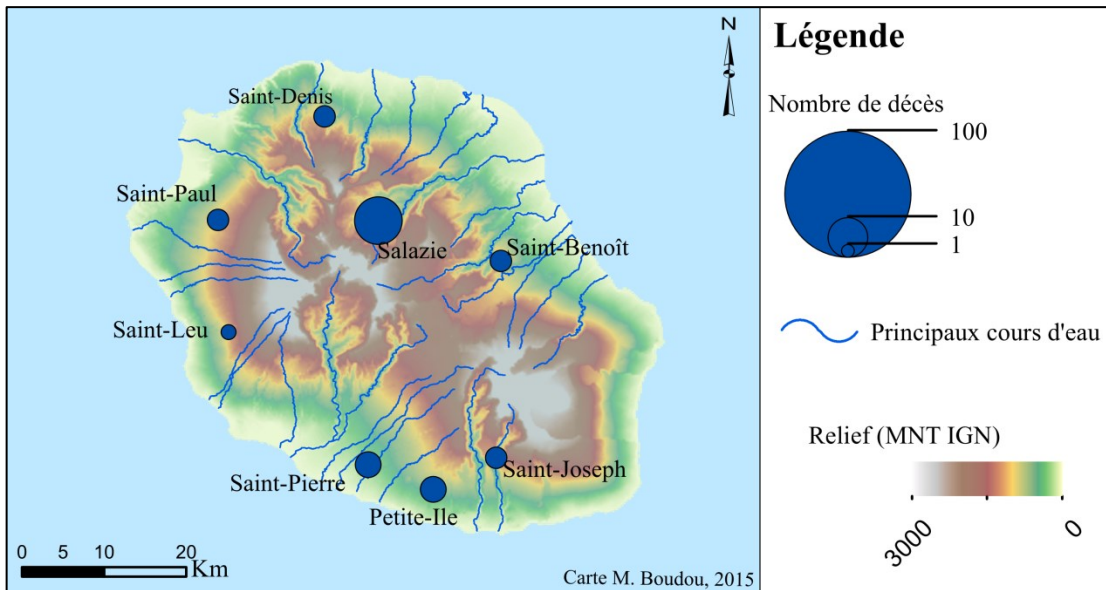 N
Saint-Denis
Saint-Paul
Salazie
Saint-Benoît
Saint-Leu
Saint-Pierre
Saint-Joseph
Petite-Ile
0 5 10 20
Km
Carte M. Boudou, 2015
Légende
Nombre de décès
100
10
1
Principaux cours d'eau
Relief (MNT IGN)
3000 0